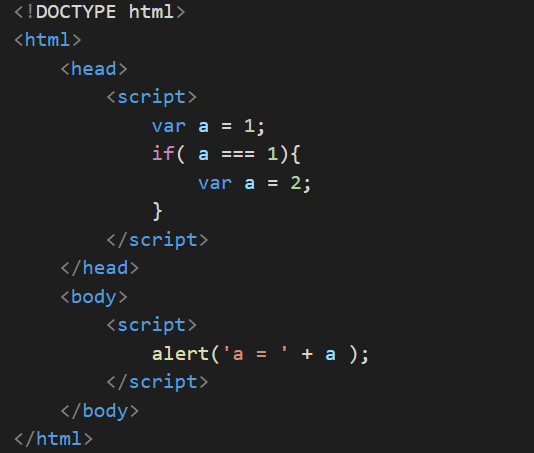 <!DOCTYPE html>
<html>
    <head>
        <script>
            var a = 1;
            if( a === 1){
                var a = 2;
            }
        </script>
    </head>
    <body>
        <script>
            alert('a = ' + a );
        </script>
    </body>
</html>